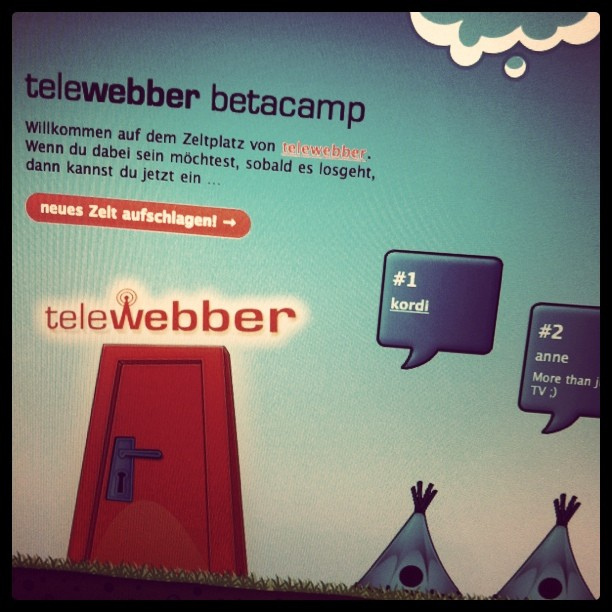 telewebber betacamp
Willkommen auf dem Zeltplatz von telewebber.
Wenn du dabei sein möchtest, sobald es losgeht,
dann kannst du jetzt ein ...
neues Zelt aufschlagen! →
telewebber
#1
kordi
#2
anne
More than j
TV ;)